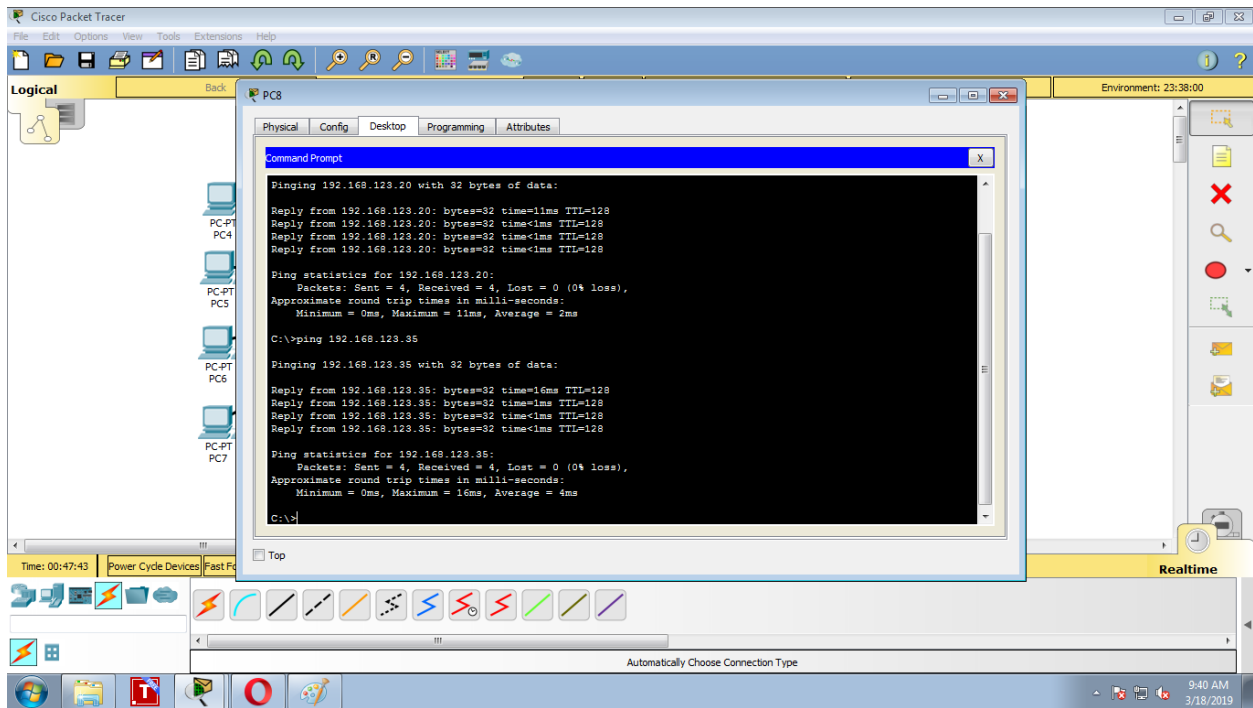 Cisco Packet Tracer
File Edit Options View Tools Extensions Help
Logical
Back
Environment: 23:38:00
PC8
Physical Config Desktop Programming Attributes
Command Prompt
X
Pinging 192.168.123.20 with 32 bytes of data:
Reply from 192.168.123.20: bytes=32 time=11ms TTL=128
Reply from 192.168.123.20: bytes=32 time<1ms TTL=128
Reply from 192.168.123.20: bytes=32 time<1ms TTL=128
Reply from 192.168.123.20: bytes=32 time<1ms TTL=128
Ping statistics for 192.168.123.20:
Packets: Sent = 4, Received = 4, Lost = 0 (0% loss),
Approximate round trip times in milli-seconds:
Minimum = 0ms, Maximum = 11ms, Average = 2ms
C:\>ping 192.168.123.35
Pinging 192.168.123.35 with 32 bytes of data:
Reply from 192.168.123.35: bytes=32 time=16ms TTL=128
Reply from 192.168.123.35: bytes=32 time=1ms TTL=128
Reply from 192.168.123.35: bytes=32 time<1ms TTL=128
Reply from 192.168.123.35: bytes=32 time<1ms TTL=128
Ping statistics for 192.168.123.35:
Packets: Sent = 4, Received = 4, Lost = 0 (0% loss),
Approximate round trip times in milli-seconds:
Minimum = 0ms, Maximum = 16ms, Average = 4ms
C:\>
Top
PC-PT
PC4
PC-PT
PC5
PC-PT
PC6
PC-PT
PC7
Time: 00:47:43
Power Cycle Devices Fast Fo
Realtime
Automatically Choose Connection Type
9:40 AM
3/18/2019